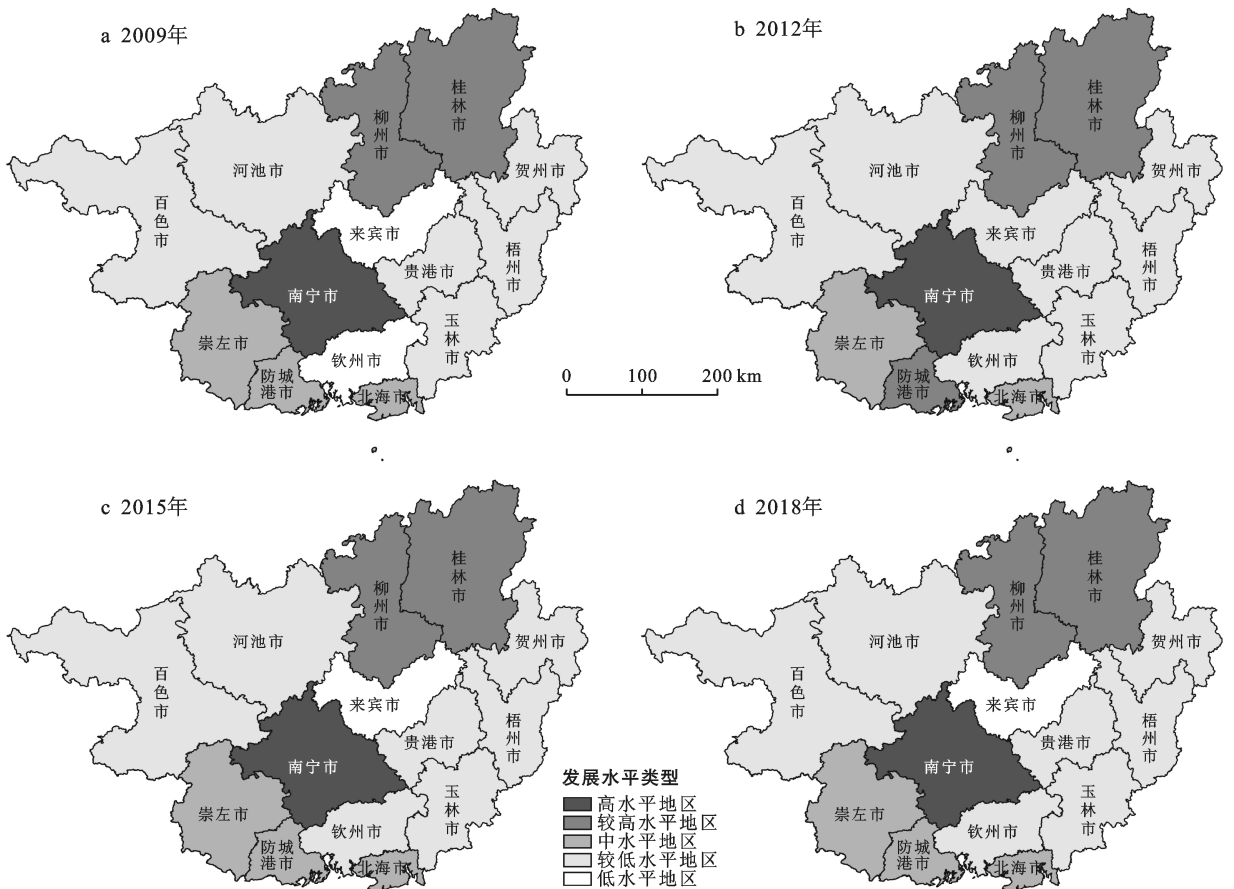 a 2009年
桂林市
柳州市
河池市
贺州市
百色市
来宾市
梧州市
贵港市
南宁市
玉林市
崇左市
钦州市
防城
港市
北海市
b 2012年
桂林市
柳州市
河池市
贺州市
百色市
来宾市
梧州市
贵港市
南宁市
玉林市
崇左市
钦州市
防城
港市
北海市
0 100 200 km
c 2015年
桂林市
柳州市
河池市
贺州市
百色市
来宾市
梧州市
贵港市
南宁市
玉林市
崇左市
钦州市
防城
港市
北海市
d 2018年
桂林市
柳州市
河池市
贺州市
百色市
来宾市
梧州市
贵港市
南宁市
玉林市
崇左市
钦州市
防城
港市
北海市
发展水平类型
高水平地区
较高水平地区
中水平地区
较低水平地区
低水平地区